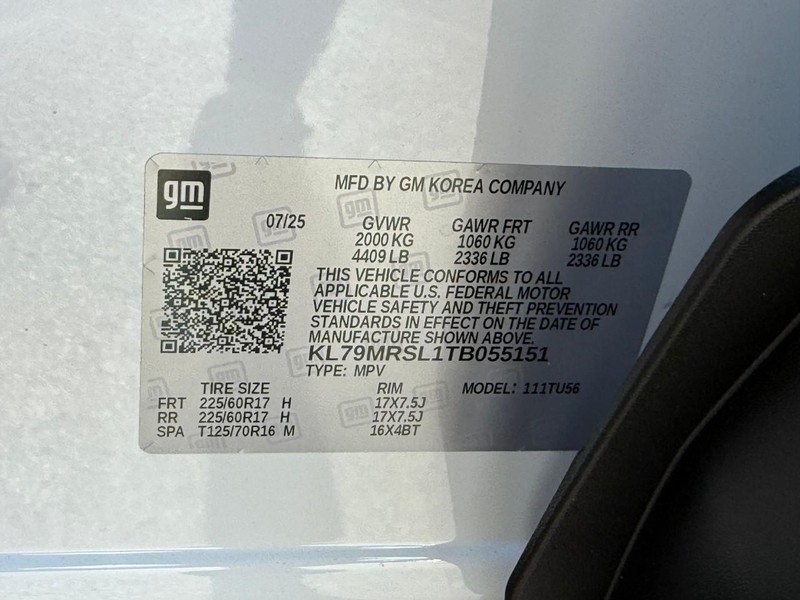 gm
MFD BY GM KOREA COMPANY
07/25 GVWR GAWR FRT GAWR RR
2000 KG 1060 KG 1060 KG
4409 LB 2336 LB 2336 LB
THIS VEHICLE CONFORMS TO ALL
APPLICABLE U.S. FEDERAL MOTOR
VEHICLE SAFETY AND THEFT PREVENTION
STANDARDS IN EFFECT ON THE DATE OF
MANUFACTURE SHOWN ABOVE.
KL79MRSL1TB055151
TYPE: MPV
TIRE SIZE RIM MODEL: 111TU56
FRT 225/60R17 H 17X7.5J
RR 225/60R17 H 17X7.5J
SPA T125/70R16 M 16X4BT